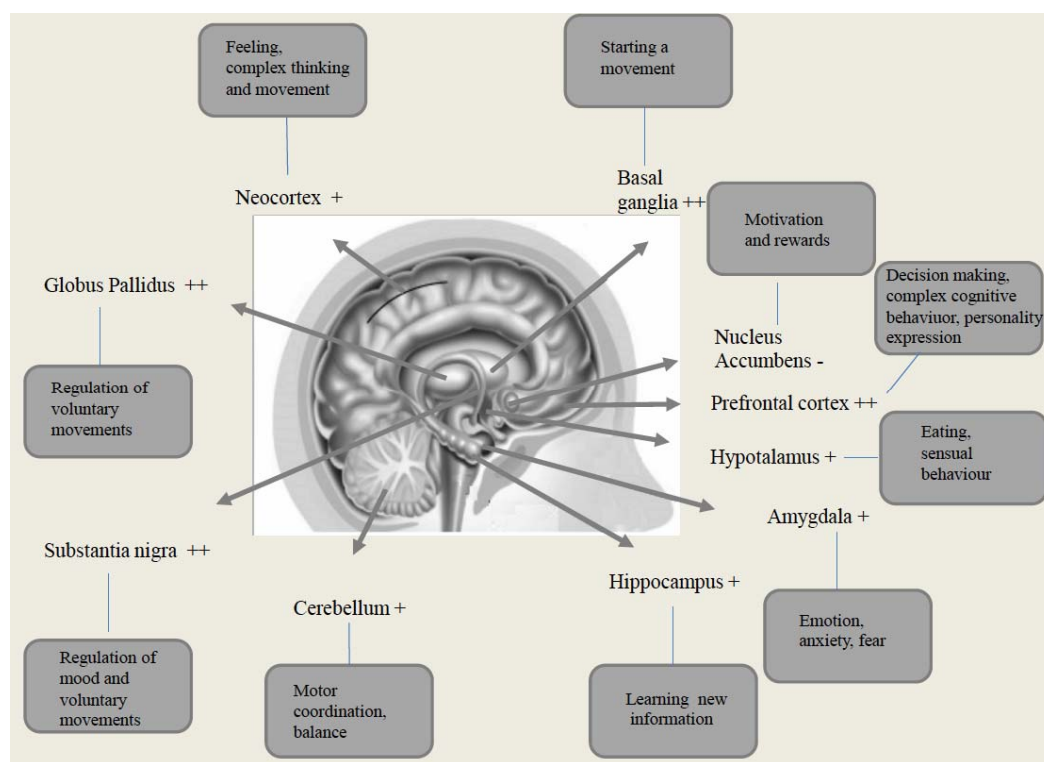 Feeling,
complex thinking
and movement
Starting a
movement
Neocortex +
Basal
ganglia ++
Motivation
and rewards
Globus Pallidus ++
Decision making,
complex cognitive
behaviuor, personality
expression
Nucleus
Accumbens -
Regulation of
voluntary
movements
Prefrontal cortex ++
Hypotalamus +
Eating,
sensual
behaviour
Amygdala +
Substantia nigra ++
Hippocampus +
Cerebellum +
Emotion,
anxiety, fear
Regulation of
mood and
voluntary
movements
Motor
coordination,
balance
Learning new
information